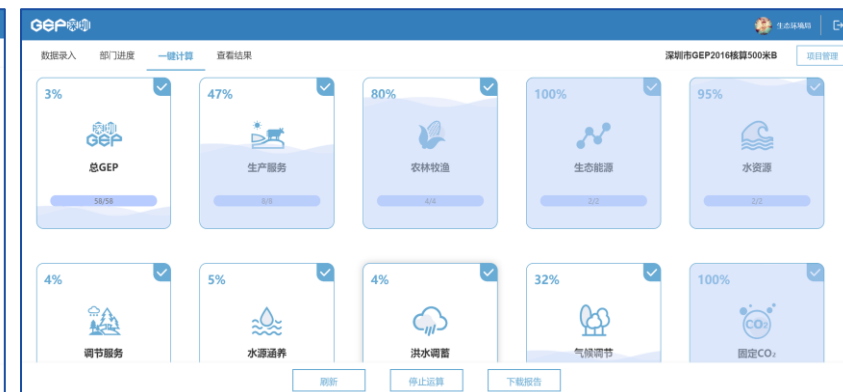 GEP深圳
生态环境局
数据录入 部门进度 一键计算 查看结果 深圳市GEP2016核算500米B 项目管理
3% 47% 80% 100% 95%
深圳
GEP
总GEP 生产服务 农林牧渔 生态能源 水资源
58/58 8/8 4/4 2/2 2/2
4% 5% 4% 32% 100%
CO₂
调节服务 水源涵养 洪水调蓄 气候调节 固定CO₂
刷新 停止运算 下载报告